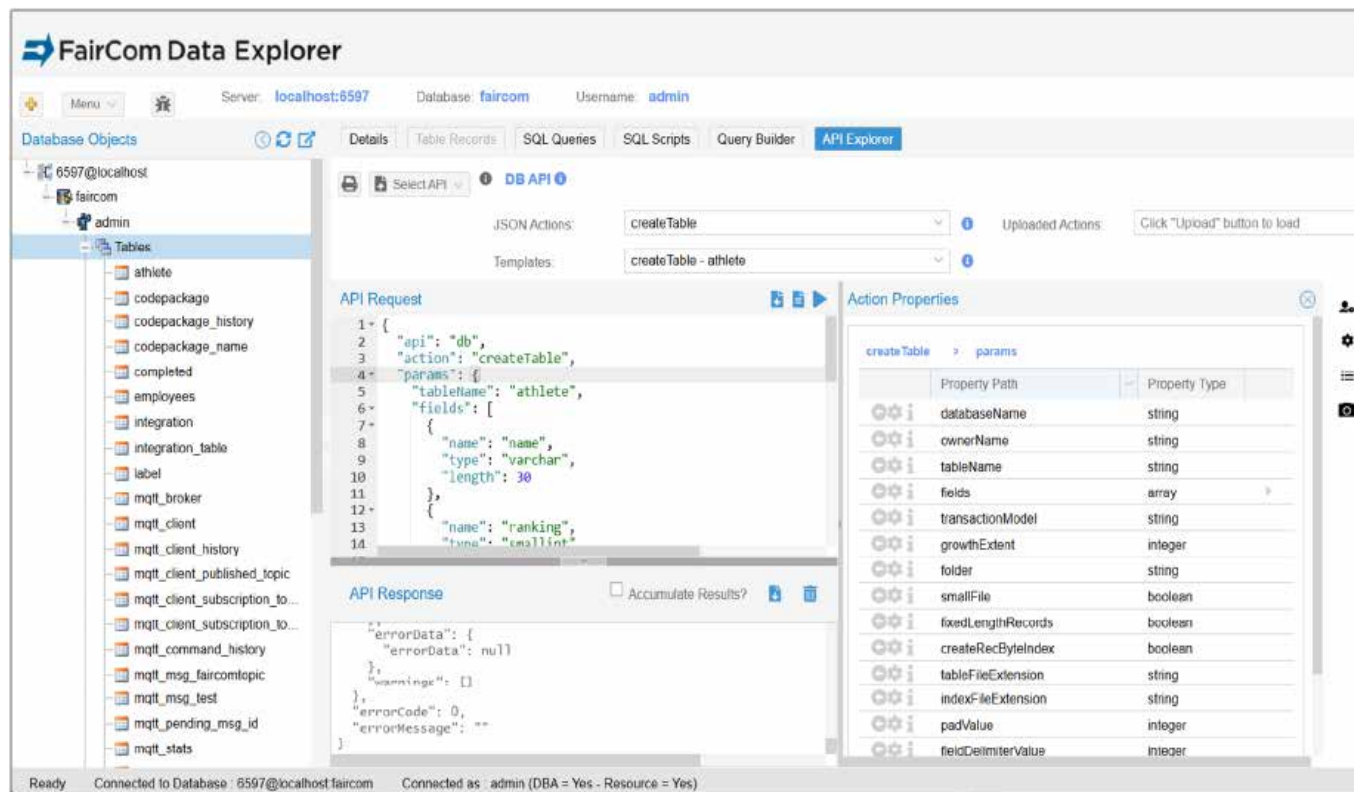 FairCom Data Explorer
Menu Server: localhost:6597 Database: faircom Username: admin
Database Objects
Details Table Records SQL Queries SQL Scripts Query Builder API Explorer
6597@localhost
faircom
admin
Tables
athlete
codepackage
codepackage_history
codepackage_name
completed
employees
integration
integration_table
label
mqtt_broker
mqtt_client
mqtt_client_history
mqtt_client_published_topic
mqtt_client_subscription_to...
mqtt_client_subscription_to...
mqtt_command_history
mqtt_msg_faircomtopic
mqtt_msg_test
mqtt_pending_msg_id
mqtt_stats
Select API DB API
JSON Actions: createTable Uploaded Actions: Click "Upload" button to load
Templates: createTable - athlete
API Request
1 {
2 "api": "db",
3 "action": "createTable",
4 "params": {
5 "tableName": "athlete",
6 "fields": [
7 {
8 "name": "name",
9 "type": "varchar",
10 "length": 30
11 },
12 {
13 "name": "ranking",
14 "type": "smallint"
API Response Accumulate Results?
"errorData": {
"errorData": null
},
"warnings": []
},
"errorCode": 0,
"errorMessage": ""
}
Action Properties
createTable > params
Property Path Property Type
databaseName string
ownerName string
tableName string
fields array
transactionModel string
growthExtent integer
folder string
smallFile boolean
fixedLengthRecords boolean
createRecByteIndex boolean
tableFileExtension string
indexFileExtension string
padValue integer
fieldDelimiterValue integer
Ready Connected to Database : 6597@localhost:faircom Connected as : admin (DBA = Yes - Resource = Yes)